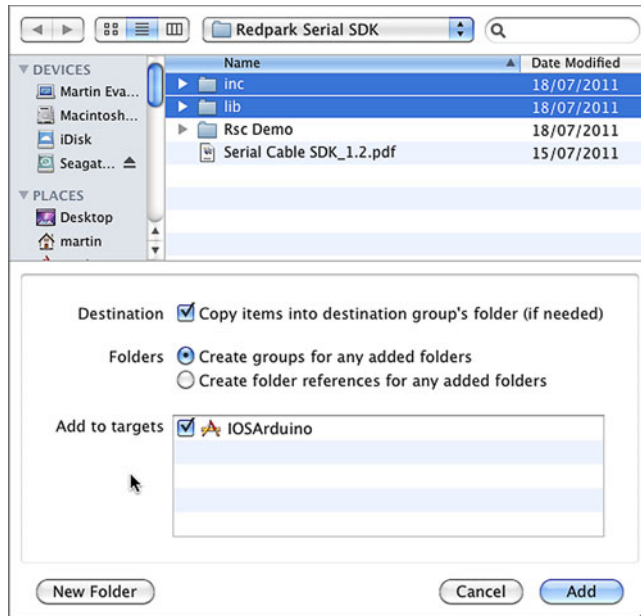 Redpark Serial SDK
DEVICES
Martin Eva...
Macintosh...
iDisk
Seagat...
PLACES
Desktop
martin
Name Date Modified
inc 18/07/2011
lib 18/07/2011
Rsc Demo 18/07/2011
Serial Cable SDK_1.2.pdf 15/07/2011
Destination Copy items into destination group's folder (if needed)
Folders Create groups for any added folders
Create folder references for any added folders
Add to targets IOSArduino
New Folder Cancel Add